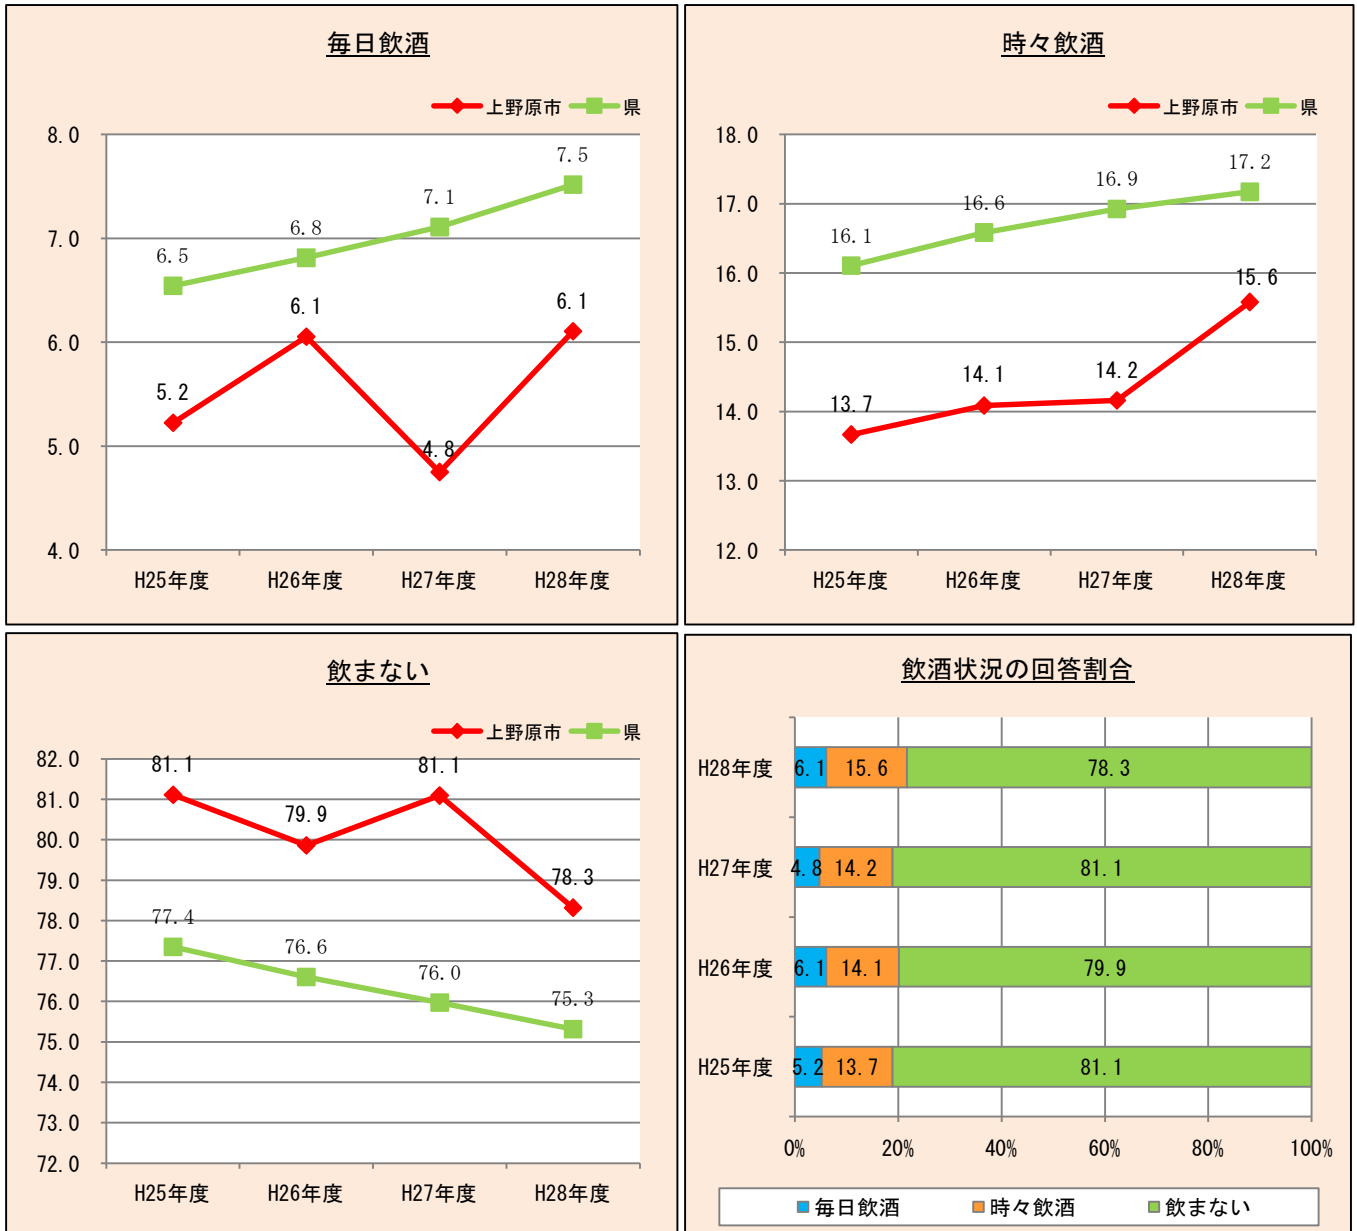 毎日飲酒
上野原市 県
8.0
7.0
6.0
5.0
4.0
6.5 6.8 7.1 7.5
5.2 6.1 4.8 6.1
H25年度 H26年度 H27年度 H28年度
時々飲酒
上野原市 県
18.0
17.0
16.0
15.0
14.0
13.0
12.0
16.1 16.6 16.9 17.2
13.7 14.1 14.2 15.6
H25年度 H26年度 H27年度 H28年度
飲まない
上野原市 県
82.0
81.0
80.0
79.0
78.0
77.0
76.0
75.0
74.0
73.0
72.0
81.1 79.9 81.1 78.3
77.4 76.6 76.0 75.3
H25年度 H26年度 H27年度 H28年度
飲酒状況の回答割合
H28年度 6.1 15.6 78.3
H27年度 4.8 14.2 81.1
H26年度 6.1 14.1 79.9
H25年度 5.2 13.7 81.1
0% 20% 40% 60% 80% 100%
毎日飲酒 時々飲酒 飲まない